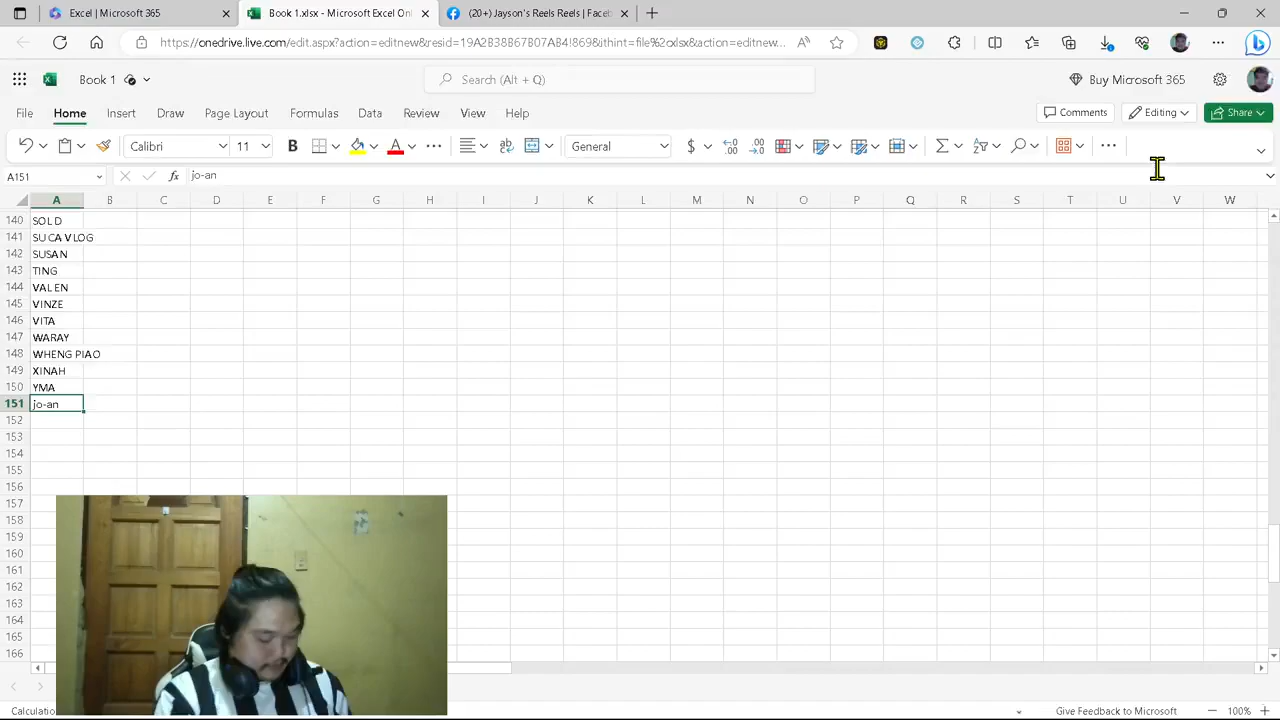 Excel | Microsoft 365
Book 1.xlsx - Microsoft Excel Onl
(20+) Jayson's Reels Reels | Faceb
https://onedrive.live.com/edit.aspx?action=editnew&resid=19A2B38B67B07AD4!869&ithint=file%2cxlsx&action=editnew...
Book 1
Search (Alt + Q)
Buy Microsoft 365
File Home Insert Draw Page Layout Formulas Data Review View Help
Comments Editing Share
Calibri 11 B A General $
A151 fx jo-an
A B C D E F G H I J K L M N O P Q R S T U V W
140 SOLD
141 SUCA VLOG
142 SUSAN
143 TING
144 VALEN
145 VINZE
146 VITA
147 WARAY
148 WHENG PIAO
149 XINAH
150 YMA
151 jo-an
152
153
154
155
156
157
158
159
160
161
162
163
164
165
166
Calculation
Give Feedback to Microsoft 100%